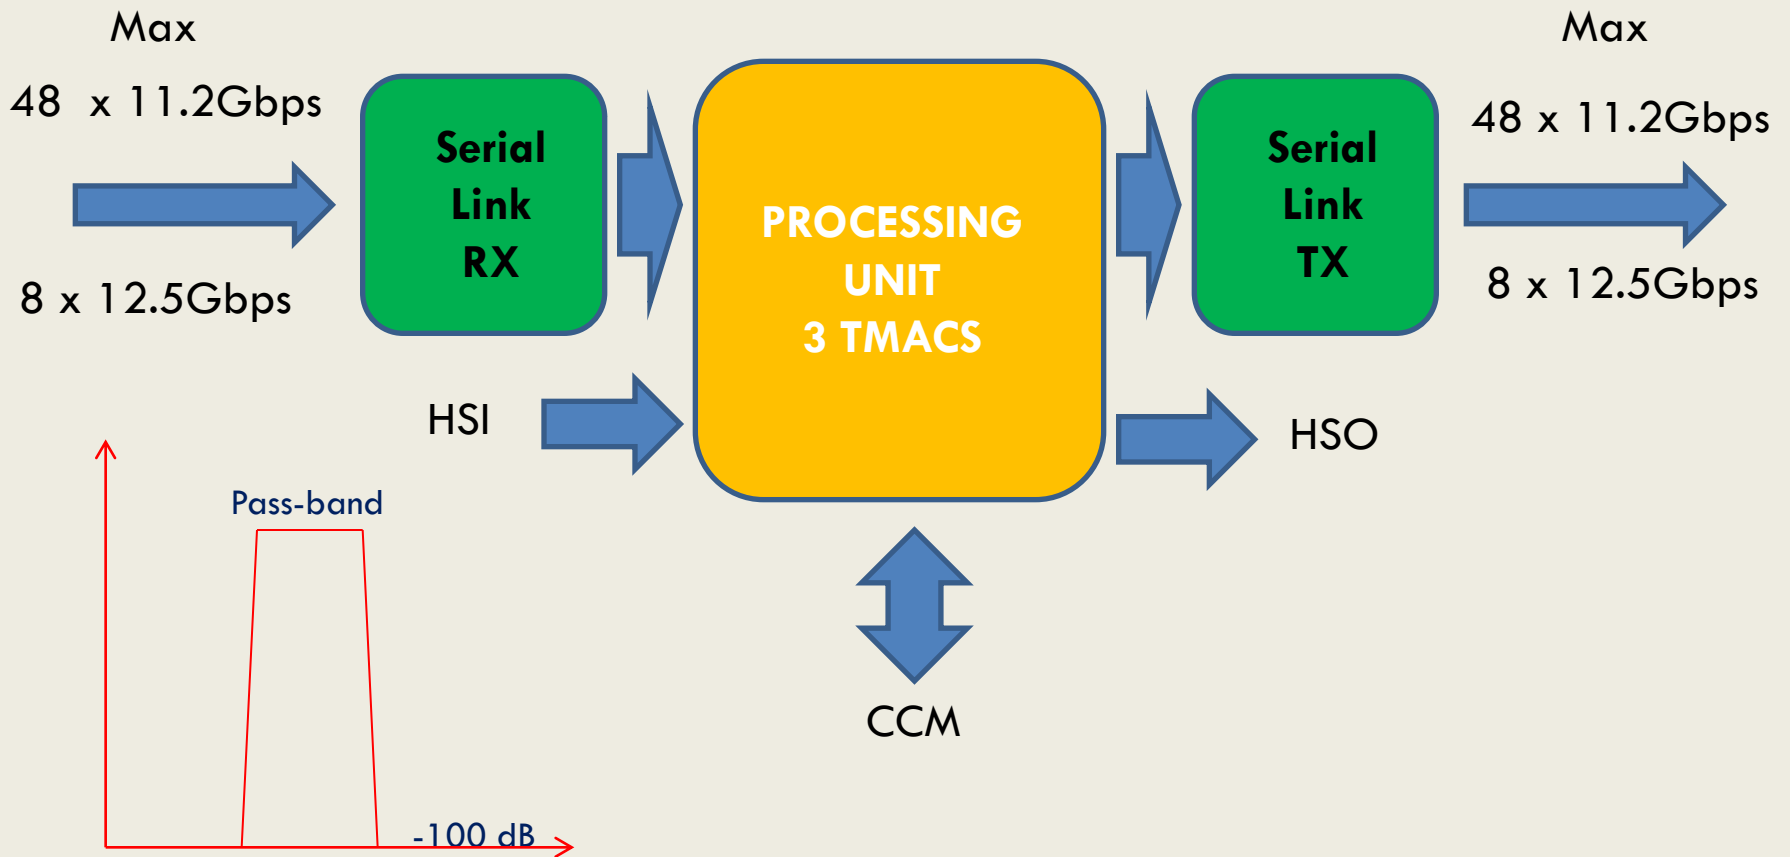 Max
48 x 11.2Gbps
8 x 12.5Gbps
Serial
Link
RX
PROCESSING
UNIT
3 TMACS
Serial
Link
TX
Max
48 x 11.2Gbps
8 x 12.5Gbps
HSI
HSO
CCM
Pass-band
-100 dB